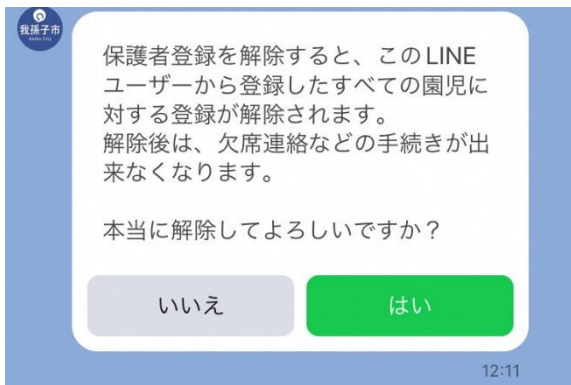 我孫子市
保護者登録を解除すると、このLINE
ユーザーから登録したすべての園児に
対する登録が解除されます。
解除後は、欠席連絡などの手続きが出
来なくなります。
本当に解除してよろしいですか？
いいえ
はい
12:11